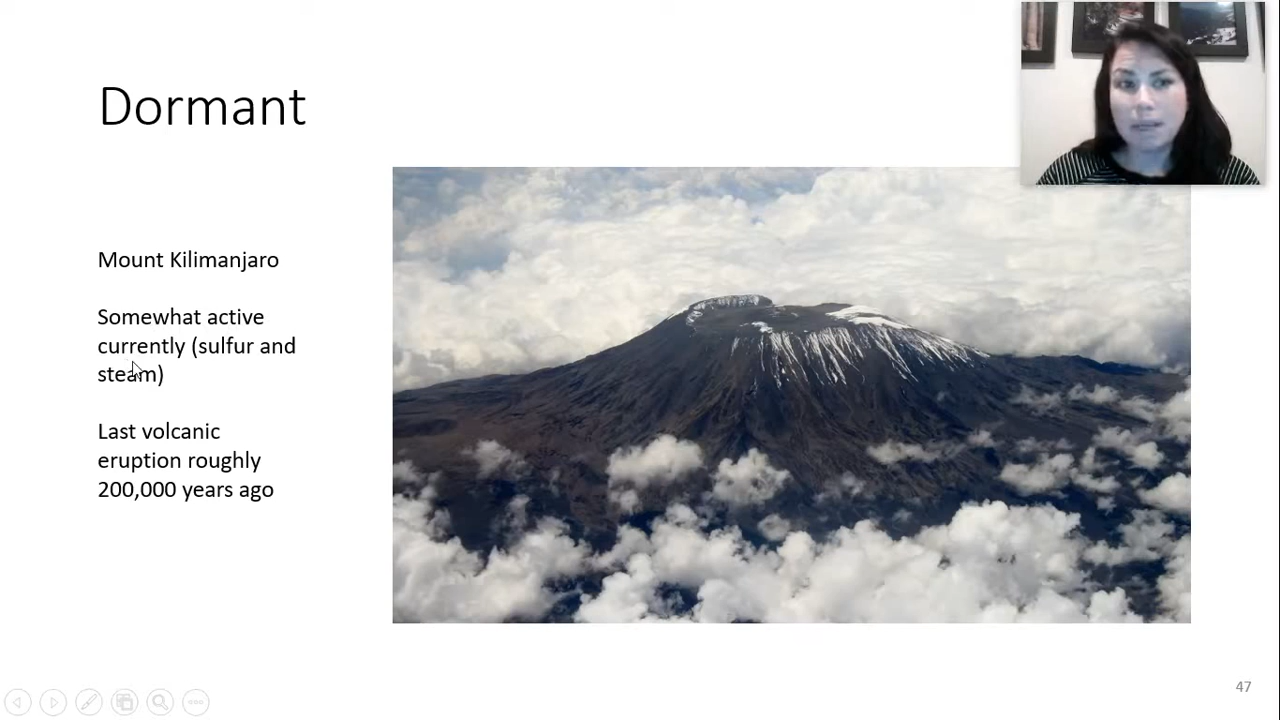 Dormant
Mount Kilimanjaro
Somewhat active
currently (sulfur and
steam)
Last volcanic
eruption roughly
200,000 years ago
47